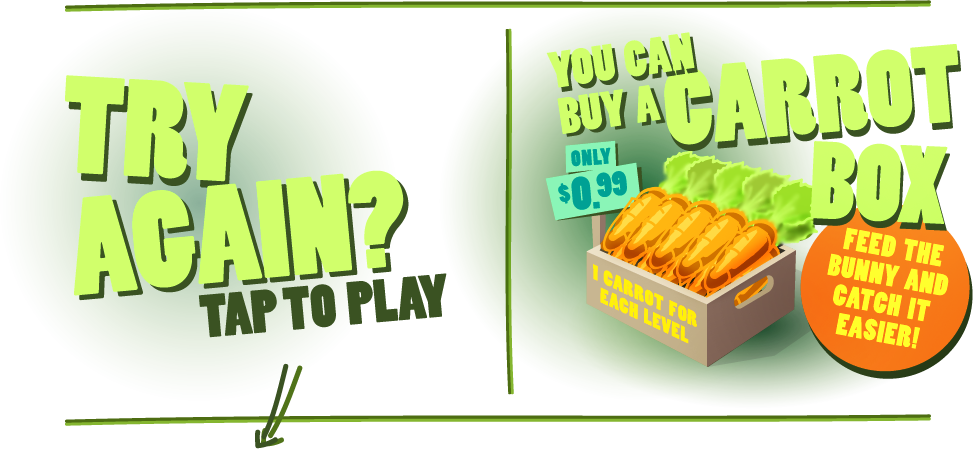 TRY
AGAIN?
TAP TO PLAY
YOU CAN
BUY A CARROT
BOX
ONLY
$0.99
1 CARROT FOR
EACH LEVEL
FEED THE
BUNNY AND
CATCH IT
EASIER!